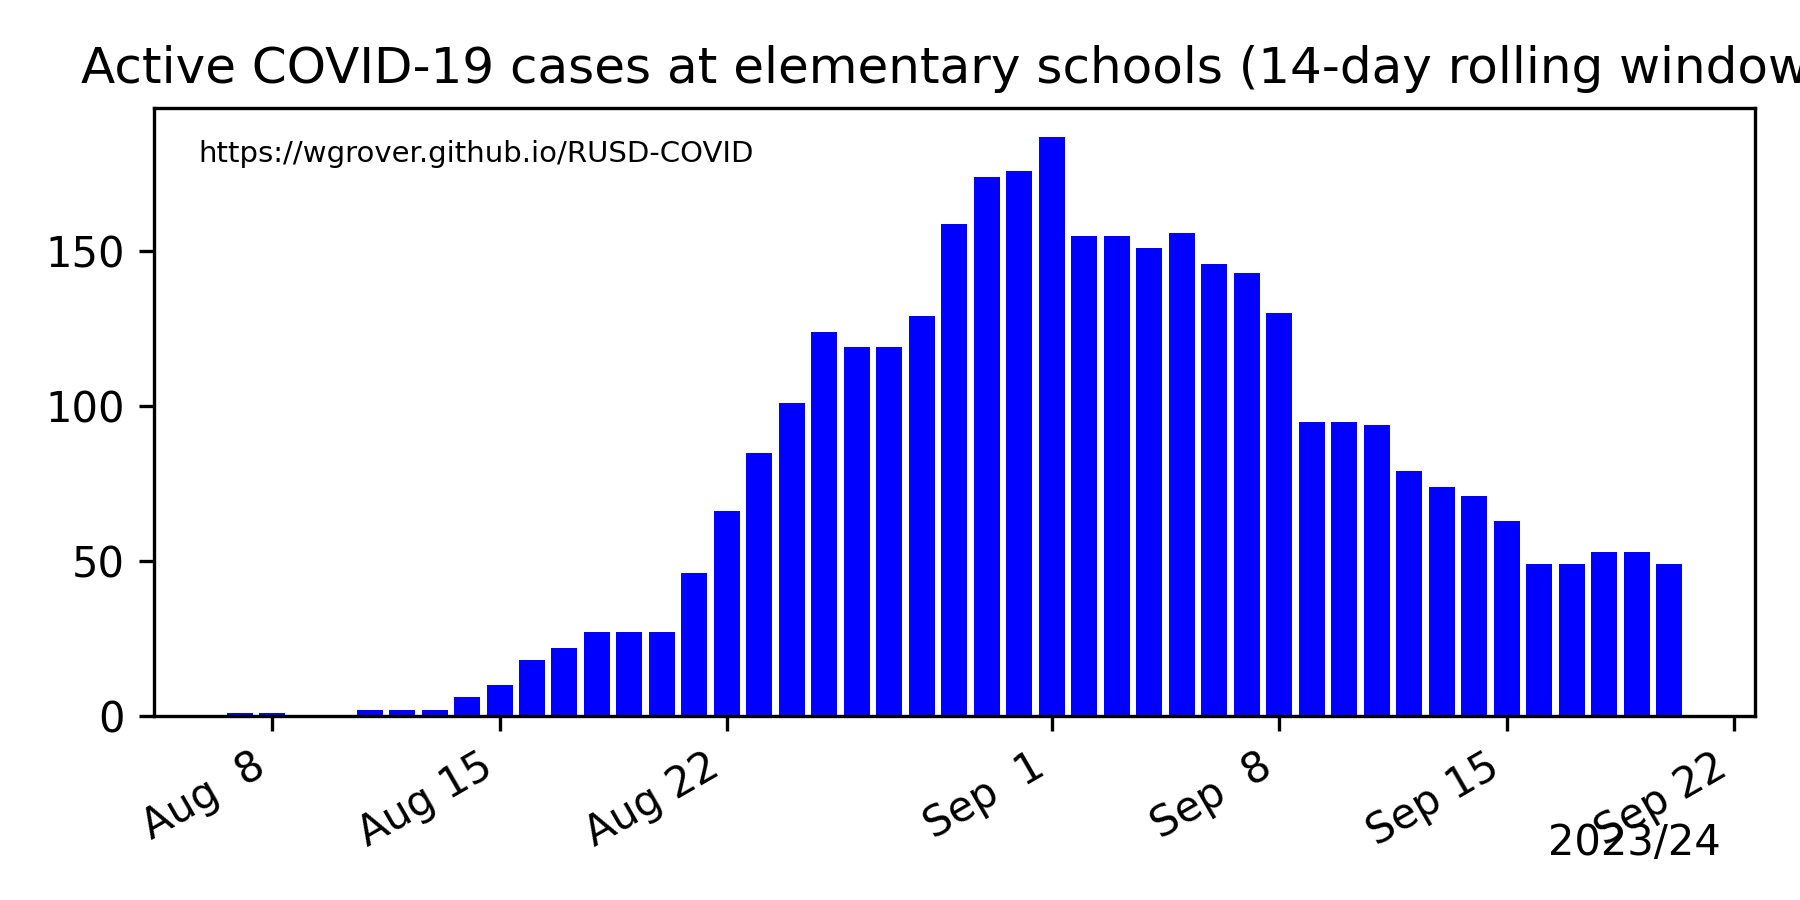 Active COVID-19 cases at elementary schools (14-day rolling window
https://wgrover.github.io/RUSD-COVID
150
100
50
0
Aug 8
Aug 15
Aug 22
Sep 1
Sep 8
Sep 15
Sep 22
2023/24